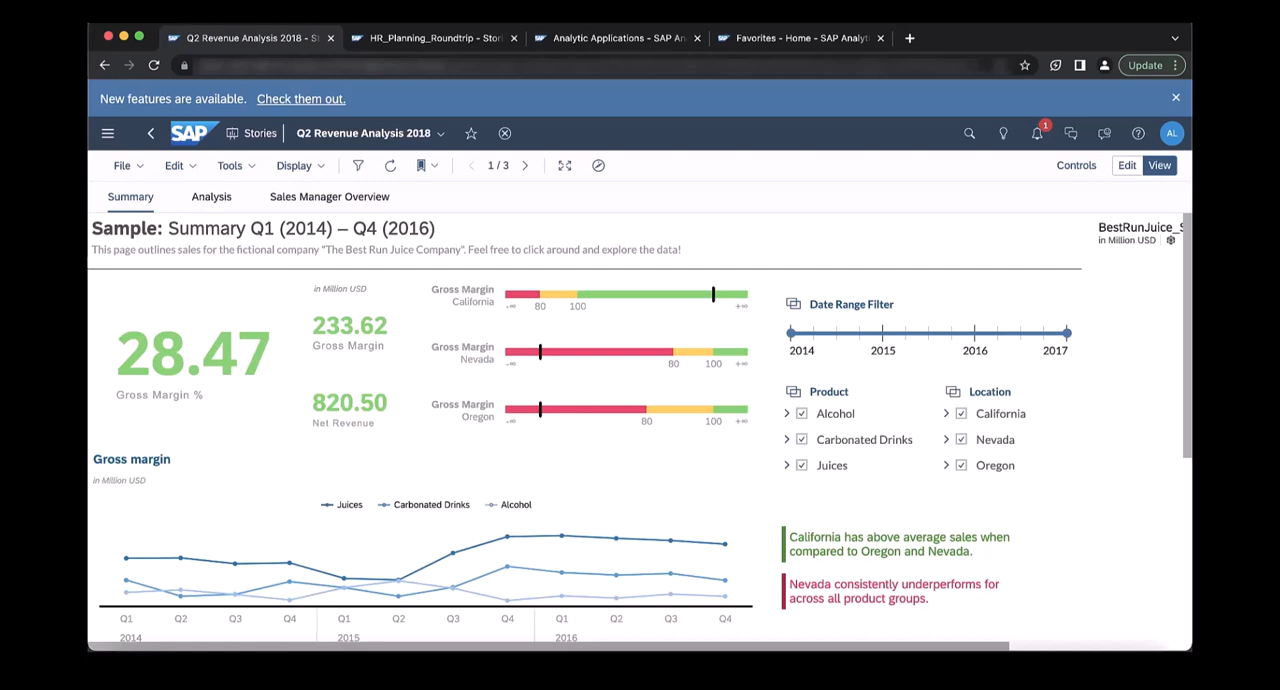 Q2 Revenue Analysis 2018 - St
HR_Planning_Roundtrip - Stor
Analytic Applications - SAP An
Favorites - Home - SAP Analyt
Update
New features are available. Check them out.
SAP
Stories
Q2 Revenue Analysis 2018
1
AL
File Edit Tools Display 1 / 3 Controls Edit View
Summary Analysis Sales Manager Overview
Sample: Summary Q1 (2014) – Q4 (2016)
This page outlines sales for the fictional company "The Best Run Juice Company". Feel free to click around and explore the data!
BestRunJuice_S
in Million USD
28.47
Gross Margin %
in Million USD
233.62
Gross Margin
820.50
Net Revenue
Gross Margin
California
-∞ 80 100 +∞
Gross Margin
Nevada
-∞ 80 100 +∞
Gross Margin
Oregon
-∞ 80 100 +∞
Date Range Filter
2014 2015 2016 2017
Product
Alcohol
Carbonated Drinks
Juices
Location
California
Nevada
Oregon
Gross margin
in Million USD
Juices Carbonated Drinks Alcohol
Q1 Q2 Q3 Q4 Q1 Q2 Q3 Q4 Q1 Q2 Q3 Q4
2014 2015 2016
California has above average sales when
compared to Oregon and Nevada.
Nevada consistently underperforms for
across all product groups.